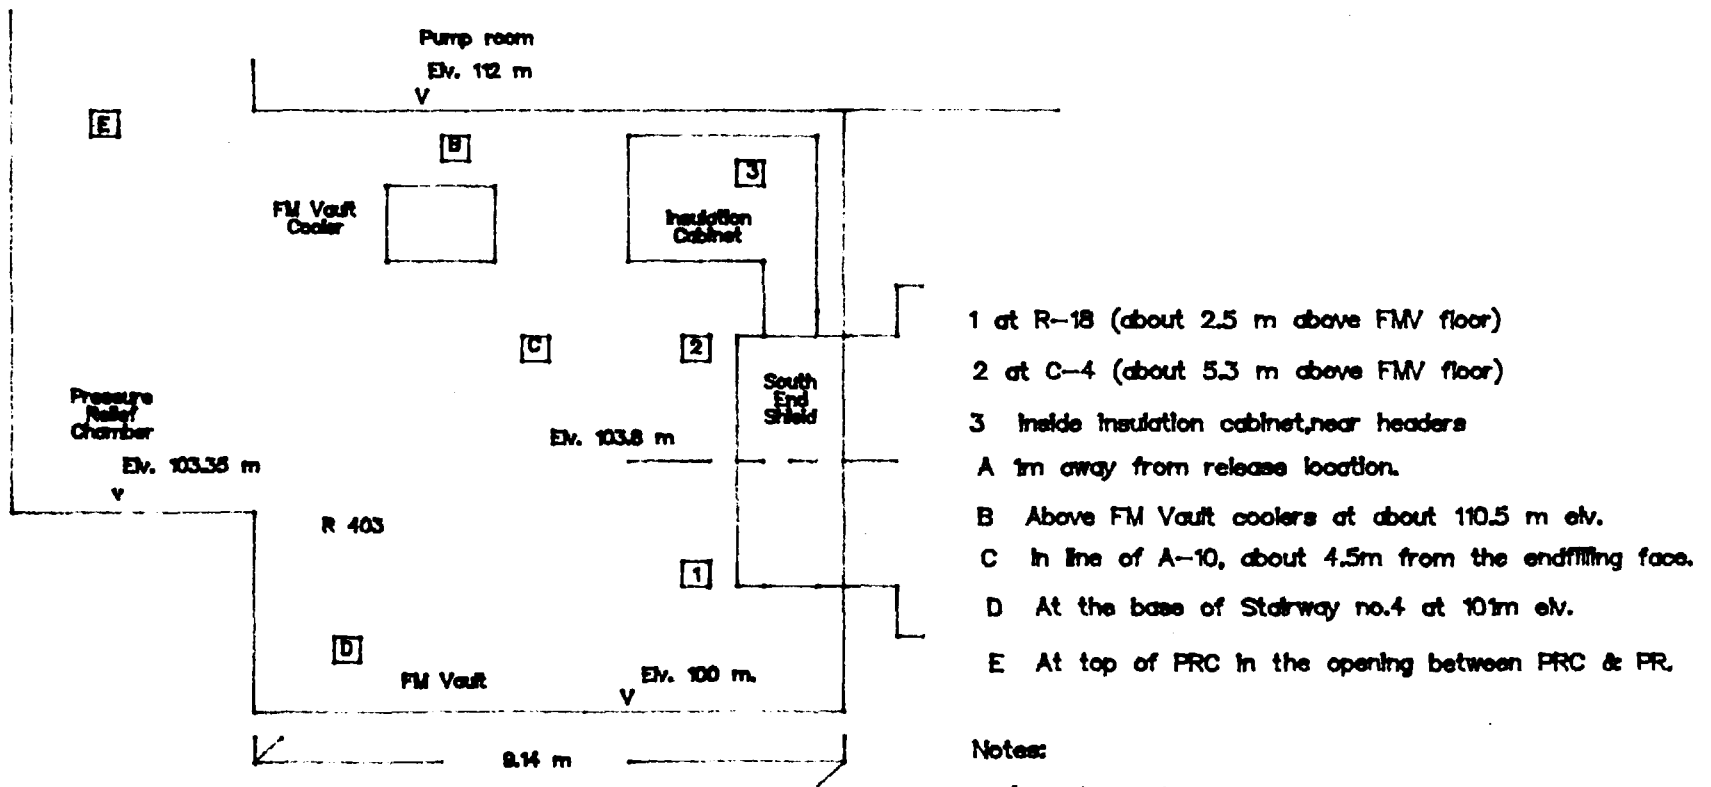 Pump room
Elv. 112 m
V
E
B
3
FM Vault
Cooler
Insulation
Cabinet
1 at R-18 (about 2.5 m above FMV floor)
C
2
2 at C-4 (about 5.3 m above FMV floor)
South
End
Shield
Pressure
Relief
Chamber
3 Inside insulation cabinet,near headers
Elv. 103.8 m
Elv. 103.35 m
V
A 1m away from release location.
R 403
B Above FM Vault coolers at about 110.5 m elv.
C In line of A-10, about 4.5m from the endfitting face.
1
D At the base of Stairway no.4 at 101m elv.
D
FM Vault
Elv. 100 m.
V
E At top of PRC in the opening between PRC & PR.
9.14 m
Notes: